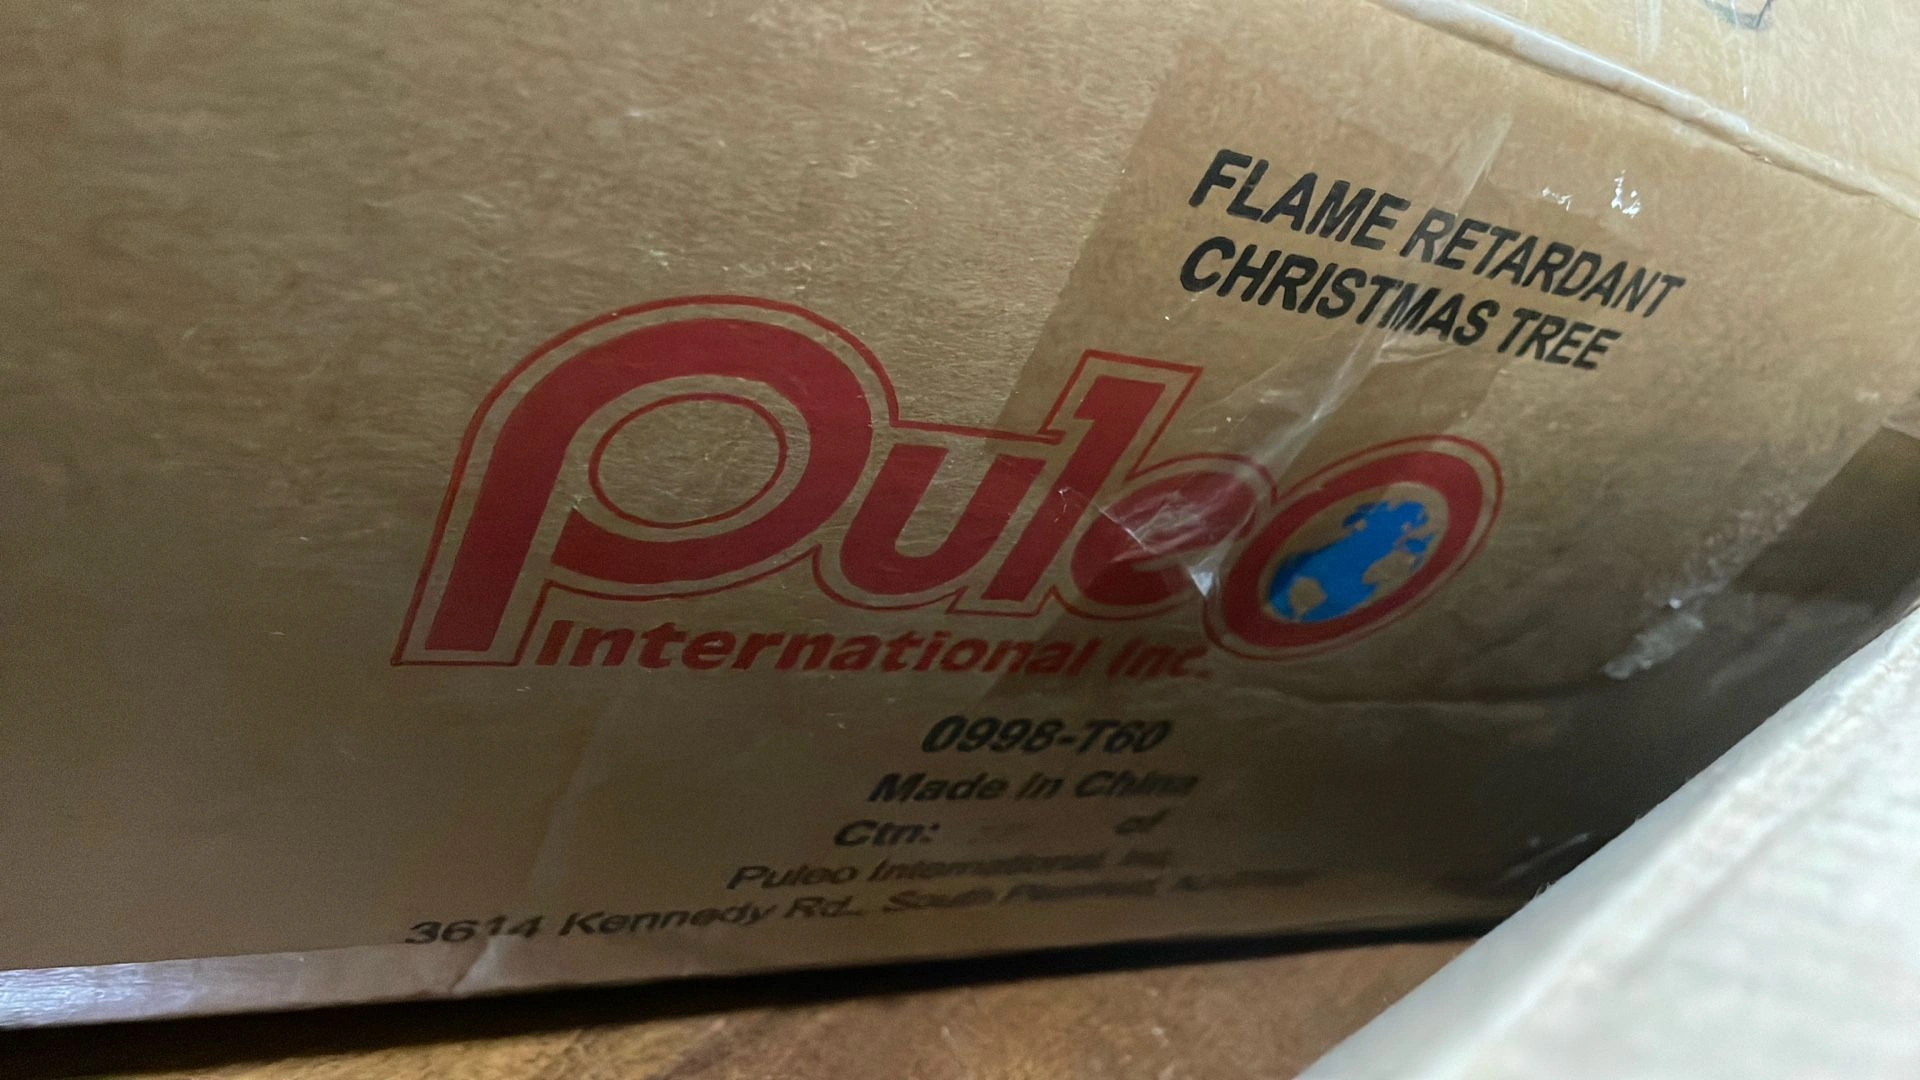 FLAME RETARDANT
CHRISTMAS TREE
Puleo
International Inc.
0998-T60
Made in China
Ctn: of
Puleo International, Inc.
3614 Kennedy Rd., South